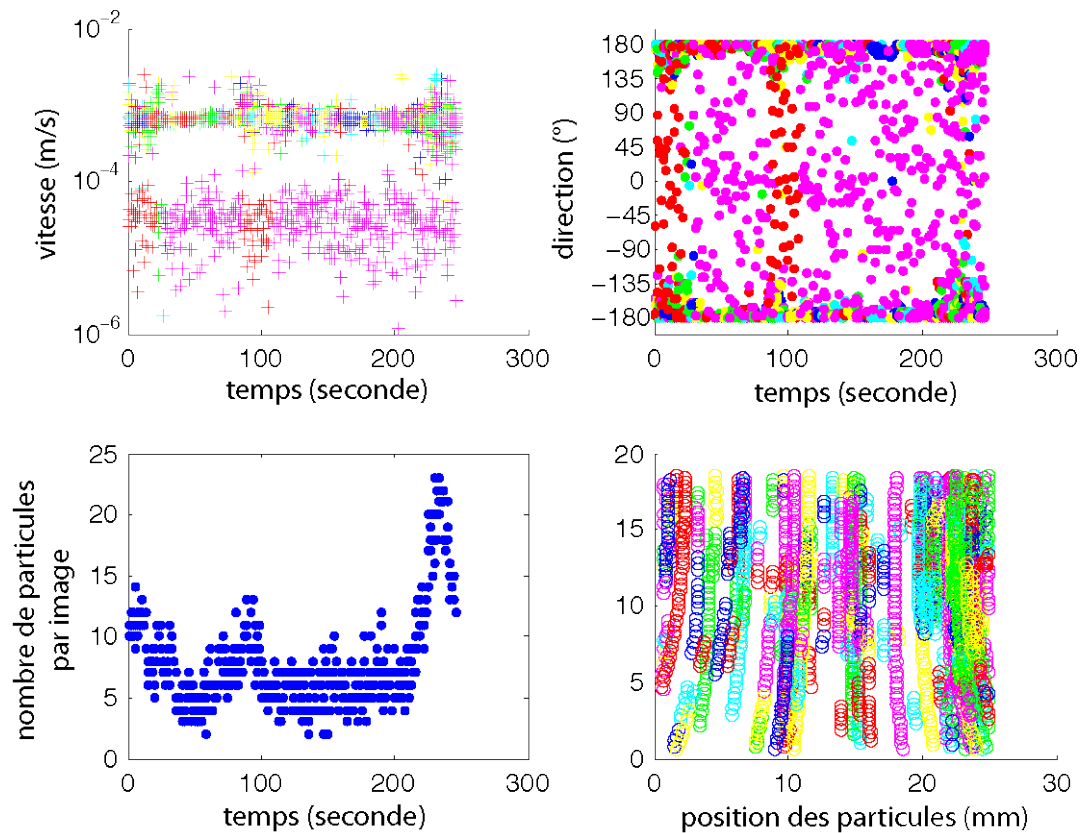 10⁻²
10⁻⁴
10⁻⁶
vitesse (m/s)
0 100 200 300
temps (seconde)
180
135
90
45
0
−45
−90
−135
−180
direction (°)
0 100 200 300
temps (seconde)
25
20
15
10
5
0
nombre de particules
par image
0 100 200 300
temps (seconde)
20
15
10
5
0
0 10 20 30
position des particules (mm)